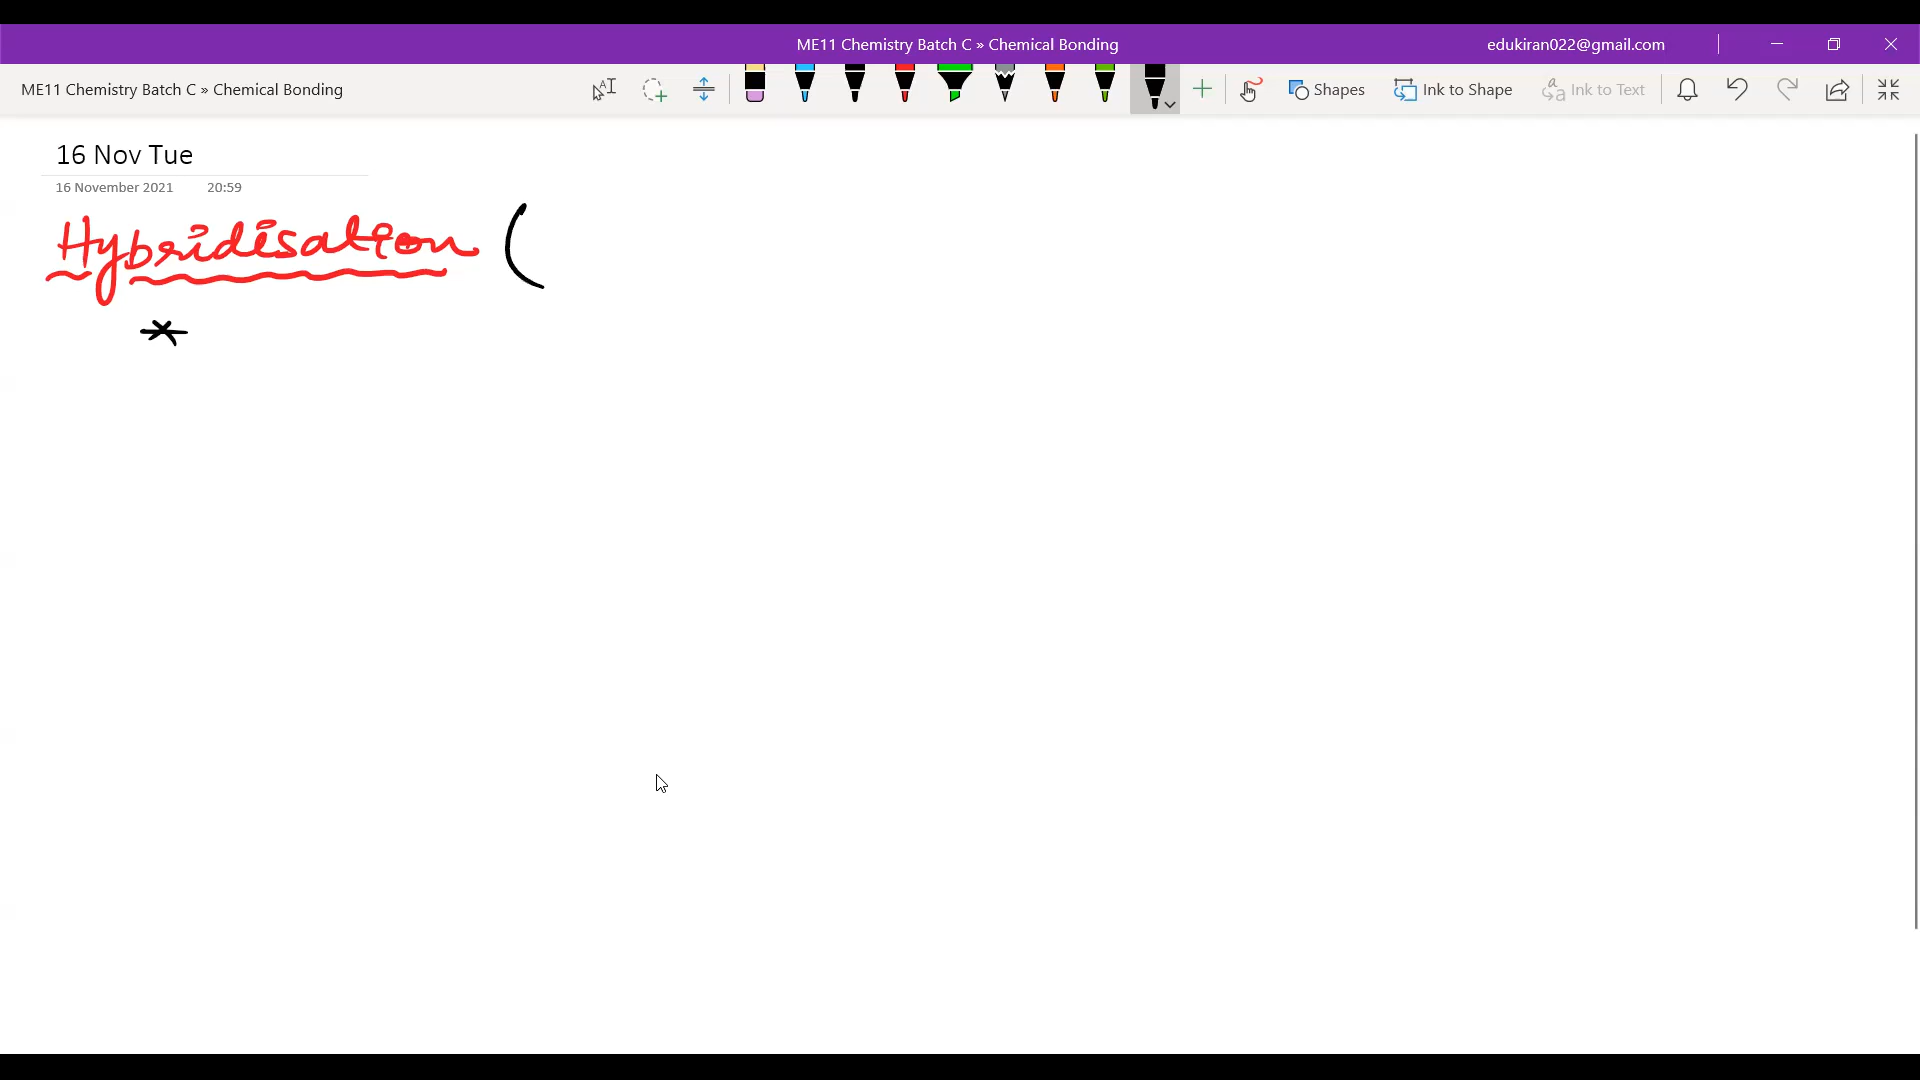 ME11 Chemistry Batch C » Chemical Bonding
edukiran022@gmail.com
ME11 Chemistry Batch C » Chemical Bonding
Shapes
Ink to Shape
Ink to Text
16 Nov Tue
16 November 2021 20:59
Hybridisation (
*